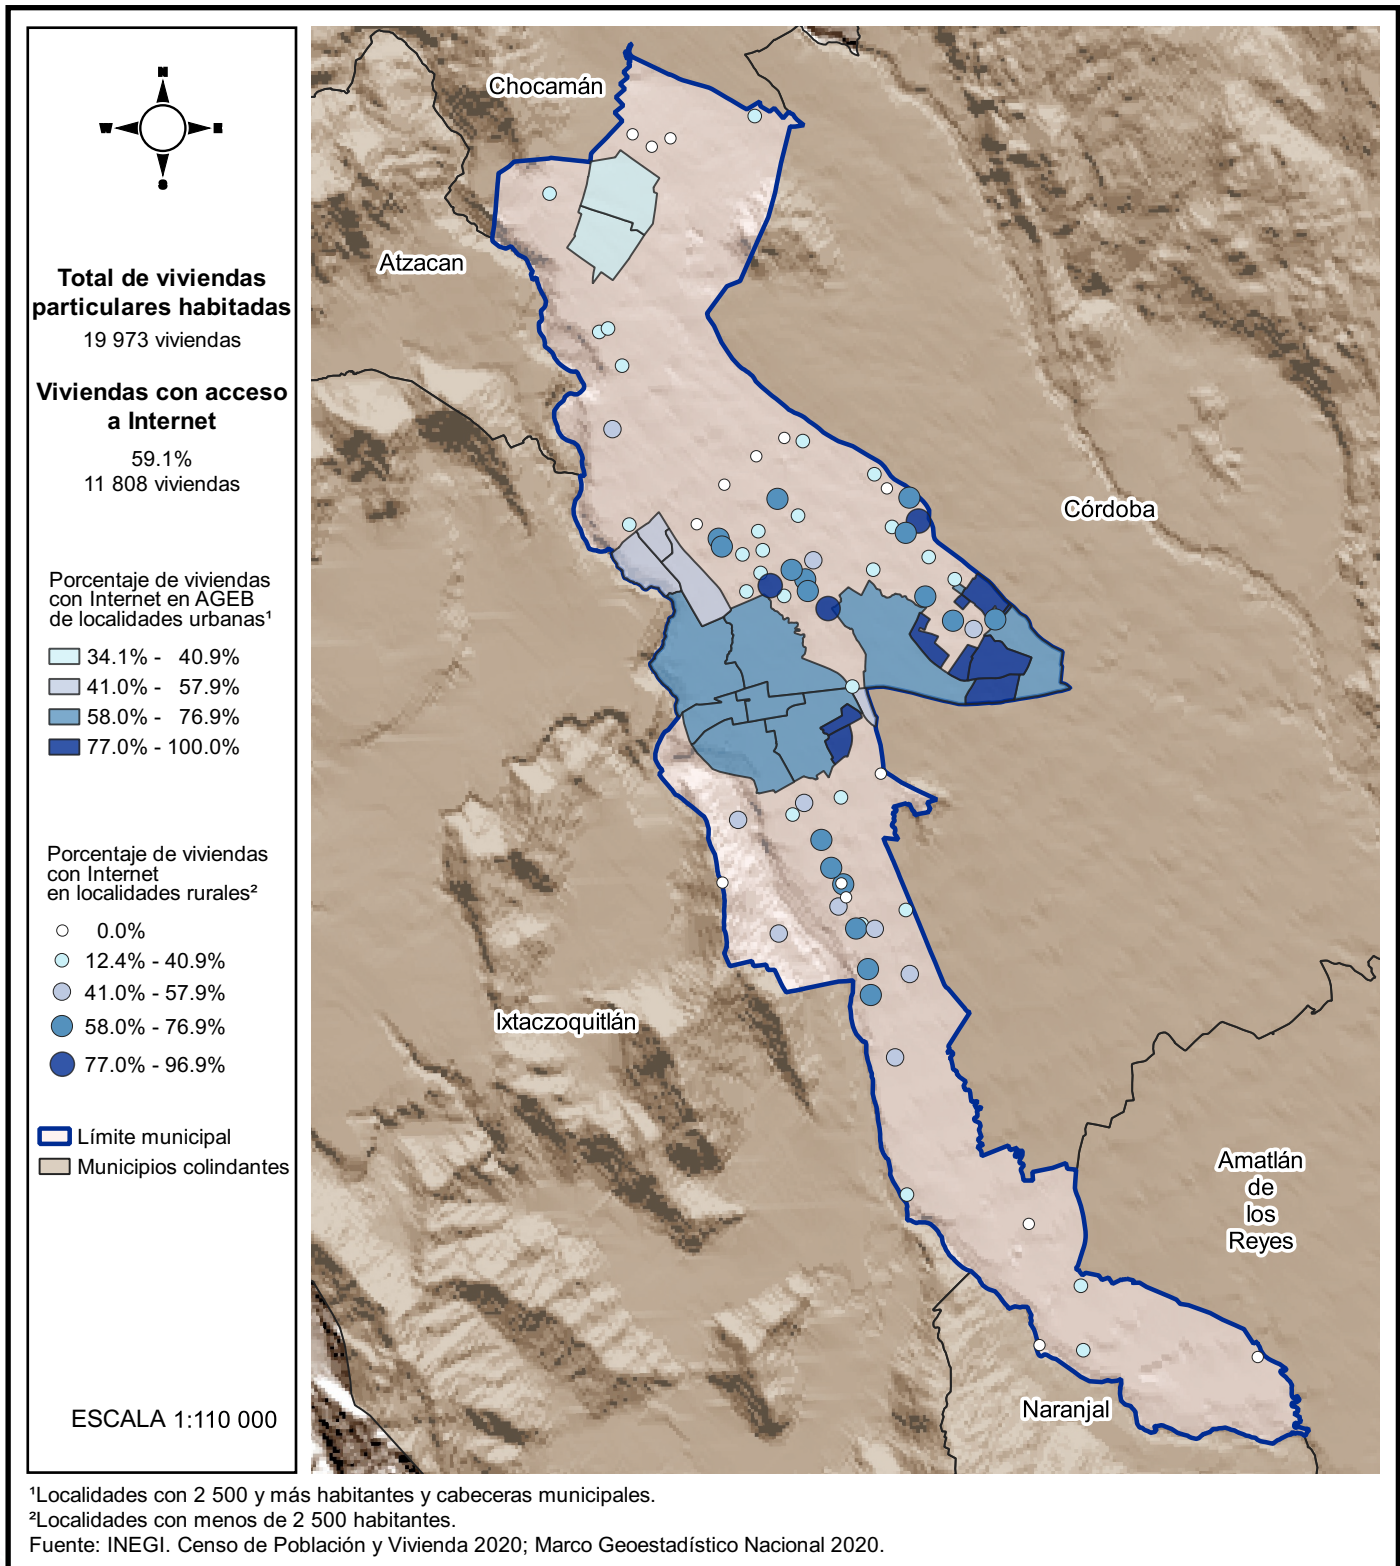 N
W
E
S
Total de viviendas
particulares habitadas
19 973 viviendas
Viviendas con acceso
a Internet
59.1%
11 808 viviendas
Porcentaje de viviendas
con Internet en AGEB
de localidades urbanas¹
34.1% - 40.9%
41.0% - 57.9%
58.0% - 76.9%
77.0% - 100.0%
Porcentaje de viviendas
con Internet
en localidades rurales²
0.0%
12.4% - 40.9%
41.0% - 57.9%
58.0% - 76.9%
77.0% - 96.9%
Límite municipal
Municipios colindantes
ESCALA 1:110 000
Chocamán
Atzacan
Córdoba
Ixtaczoquitlán
Amatlán
de
los
Reyes
Naranjal
¹Localidades con 2 500 y más habitantes y cabeceras municipales.
²Localidades con menos de 2 500 habitantes.
Fuente: INEGI. Censo de Población y Vivienda 2020; Marco Geoestadístico Nacional 2020.